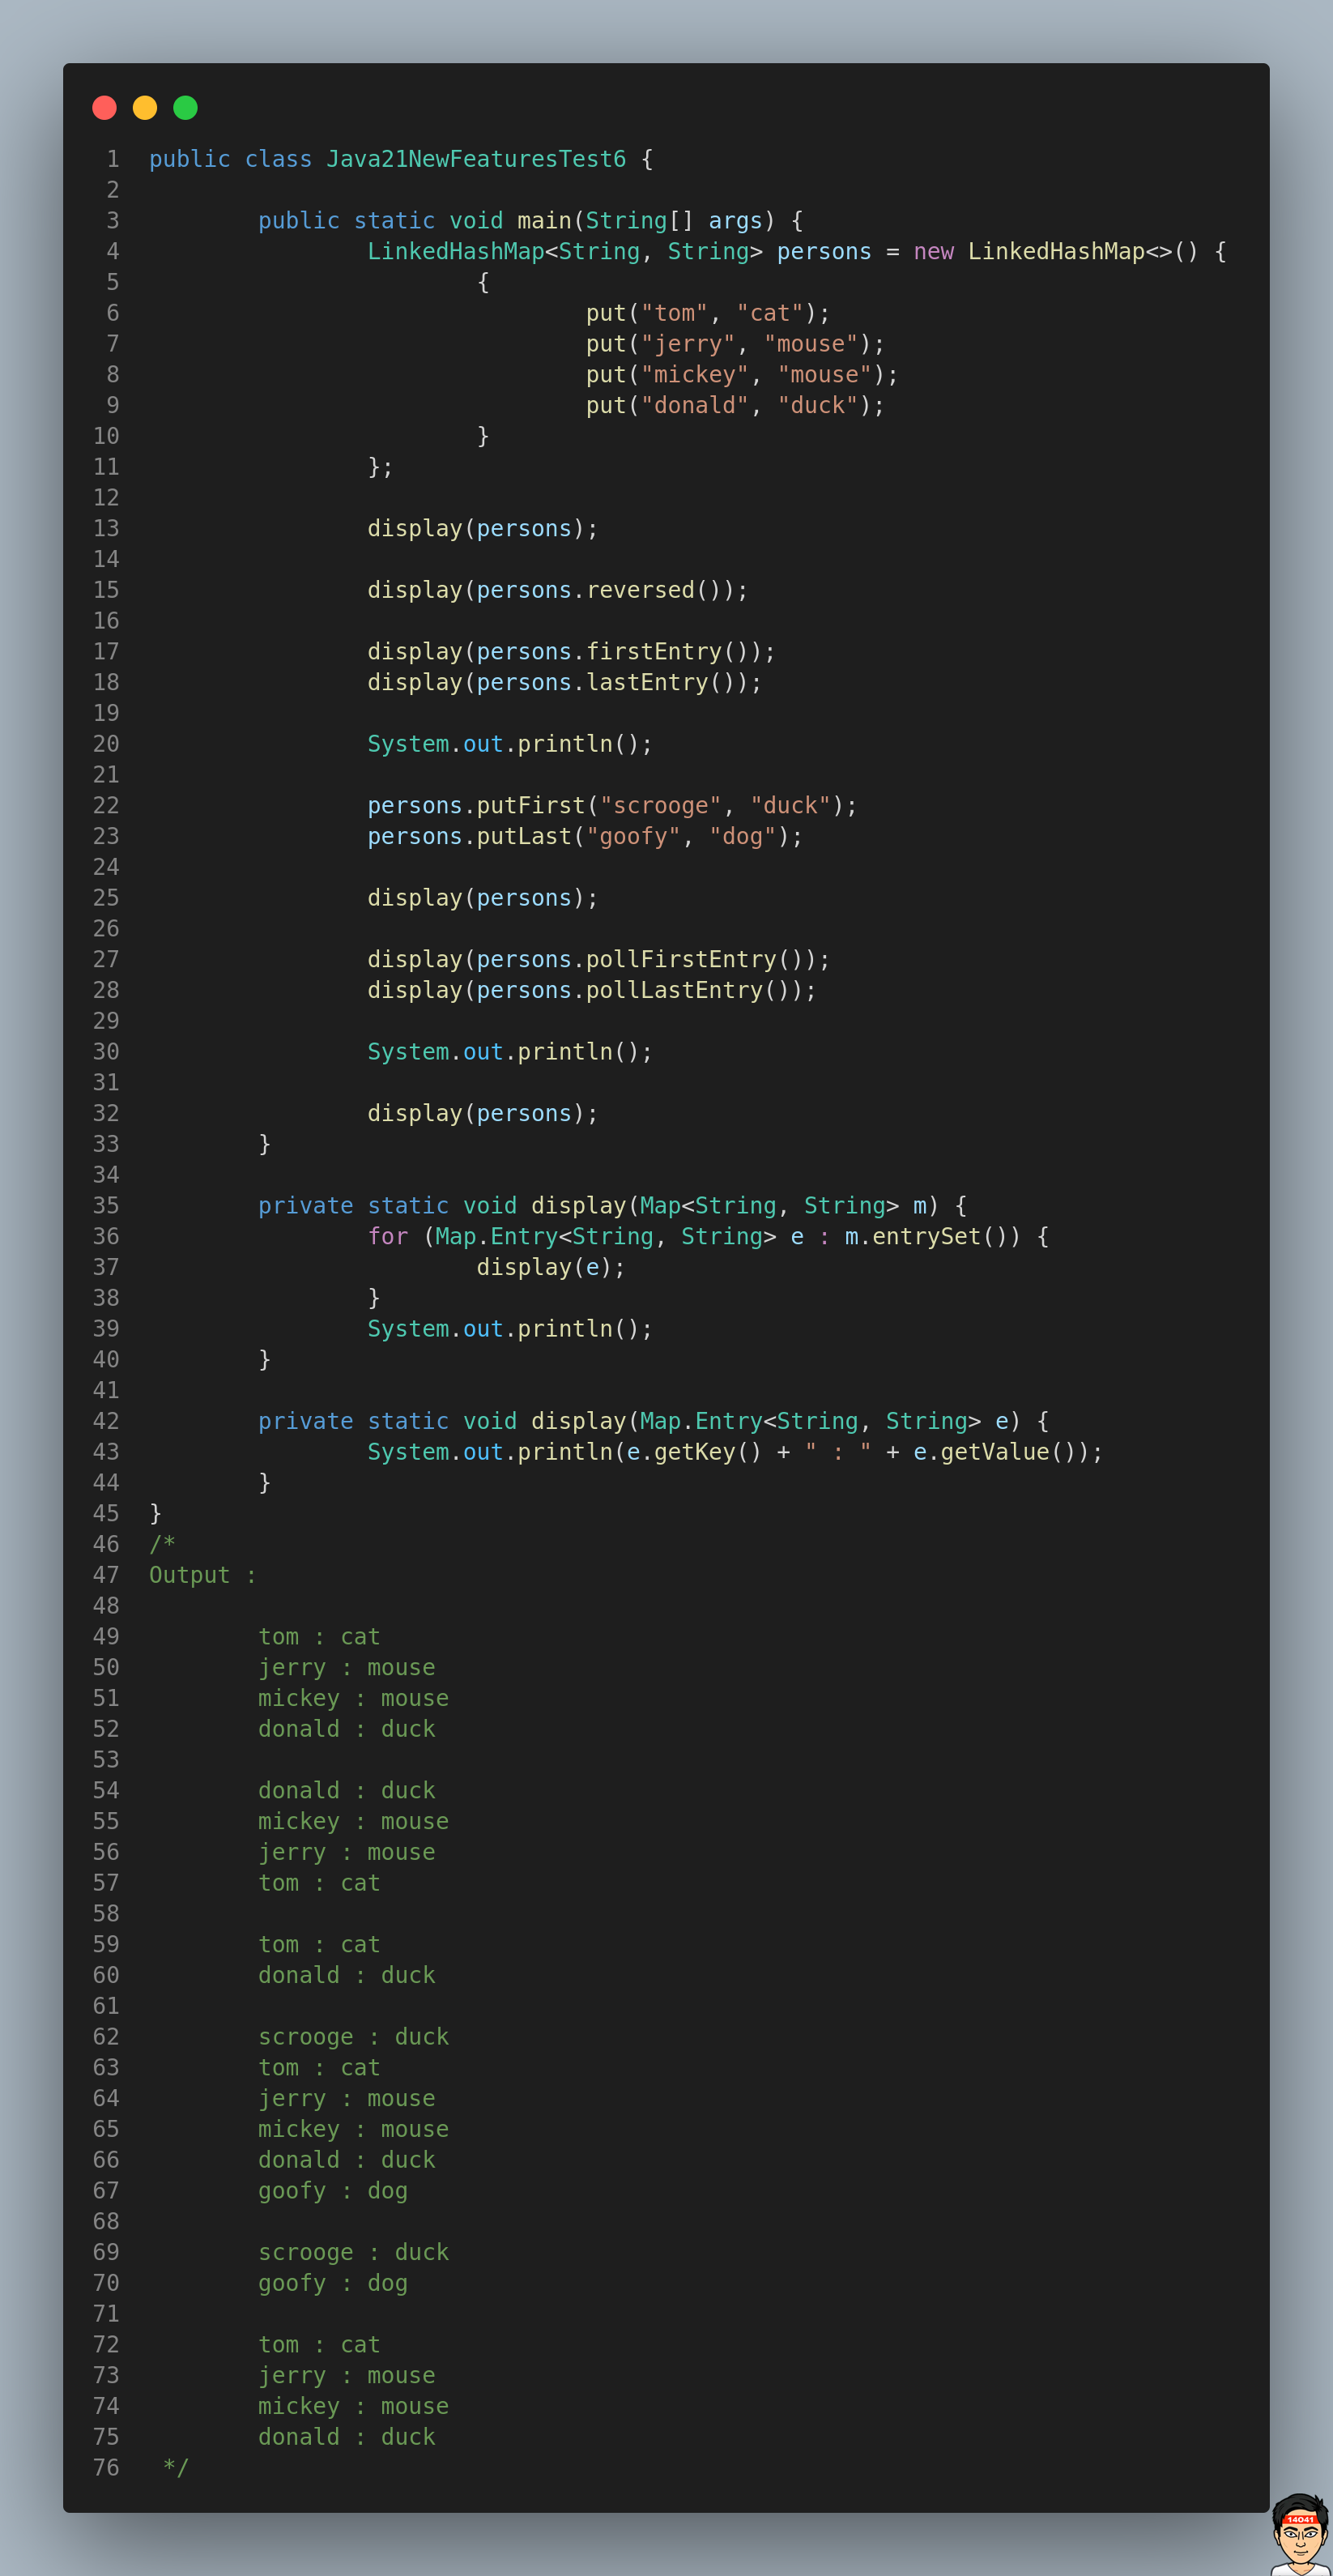 1 public class Java21NewFeaturesTest6 {
2
3 public static void main(String[] args) {
4 LinkedHashMap<String, String> persons = new LinkedHashMap<>() {
5 {
6 put("tom", "cat");
7 put("jerry", "mouse");
8 put("mickey", "mouse");
9 put("donald", "duck");
10 }
11 };
12
13 display(persons);
14
15 display(persons.reversed());
16
17 display(persons.firstEntry());
18 display(persons.lastEntry());
19
20 System.out.println();
21
22 persons.putFirst("scrooge", "duck");
23 persons.putLast("goofy", "dog");
24
25 display(persons);
26
27 display(persons.pollFirstEntry());
28 display(persons.pollLastEntry());
29
30 System.out.println();
31
32 display(persons);
33 }
34
35 private static void display(Map<String, String> m) {
36 for (Map.Entry<String, String> e : m.entrySet()) {
37 display(e);
38 }
39 System.out.println();
40 }
41
42 private static void display(Map.Entry<String, String> e) {
43 System.out.println(e.getKey() + " : " + e.getValue());
44 }
45 }
46 /*
47 Output :
48
49 tom : cat
50 jerry : mouse
51 mickey : mouse
52 donald : duck
53
54 donald : duck
55 mickey : mouse
56 jerry : mouse
57 tom : cat
58
59 tom : cat
60 donald : duck
61
62 scrooge : duck
63 tom : cat
64 jerry : mouse
65 mickey : mouse
66 donald : duck
67 goofy : dog
68
69 scrooge : duck
70 goofy : dog
71
72 tom : cat
73 jerry : mouse
74 mickey : mouse
75 donald : duck
76 */
14041